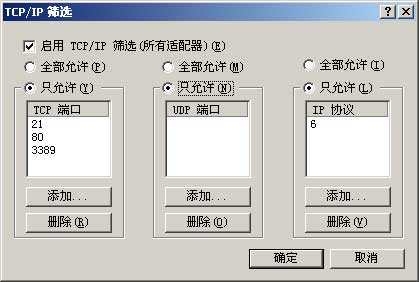 TCP/IP 筛选
启用 TCP/IP 筛选(所有适配器)(E)
全部允许(P) 全部允许(M) 全部允许(I)
只允许(Y) 只允许(N) 只允许(L)
TCP 端口 UDP 端口 IP 协议
21 6
80
3389
添加... 添加... 添加...
删除(R) 删除(O) 删除(V)
确定 取消